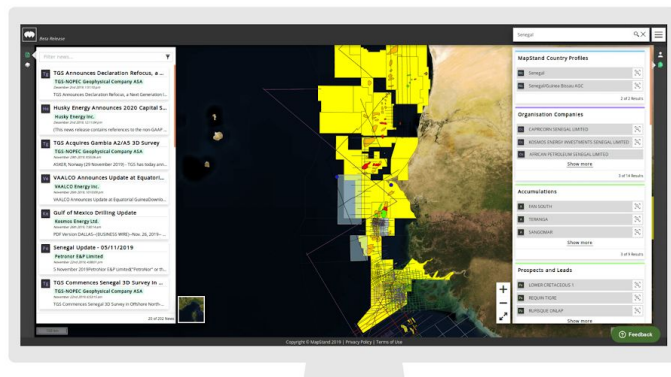 Beta Release
Senegal
Filter news...
TGS Announces Declaration Refocus, a ...
TGS-NOPEC Geophysical Company ASA
TGS Announces Declaration Refocus, a Next Generation I...
Husky Energy Announces 2020 Capital S...
Husky Energy Inc.
(This news release contains references to the non-GAAP ...
TGS Acquires Gambia A2/A5 3D Survey
TGS-NOPEC Geophysical Company ASA
ASKER, Norway (29 November 2019) - TGS has today ann...
VAALCO Announces Update at Equatori...
VAALCO Energy Inc.
VAALCO Announces Update at Equatorial Guinea
Gulf of Mexico Drilling Update
Kosmos Energy Ltd.
PDF Version DALLAS--(BUSINESS WIRE)--Nov. 26, 2019-- ...
Senegal Update - 05/11/2019
Petronor E&P Limited
5 November 2019PetroNor E&P Limited("PetroNor" or th...
TGS Commences Senegal 3D Survey in ...
TGS-NOPEC Geophysical Company ASA
TGS Commences Senegal 3D Survey in Offshore North-...
MapStand Country Profiles
Senegal
Senegal/Guinea Bissau AGC
2 of 2 Results
Organisation Companies
CAPRICORN SENEGAL LIMITED
KOSMOS ENERGY INVESTMENTS SENEGAL LIMITED
AFRICAN PETROLEUM SENEGAL LIMITED
Show more
Accumulations
FAN SOUTH
TERANGA
SANGOMAR
Show more
Prospects and Leads
LOWER CRETACEOUS 1
REQUIN TIGRE
RUFISQUE ONLAP
Show more
Feedback
Copyright © MapStand 2019 | Privacy Policy | Terms of Use